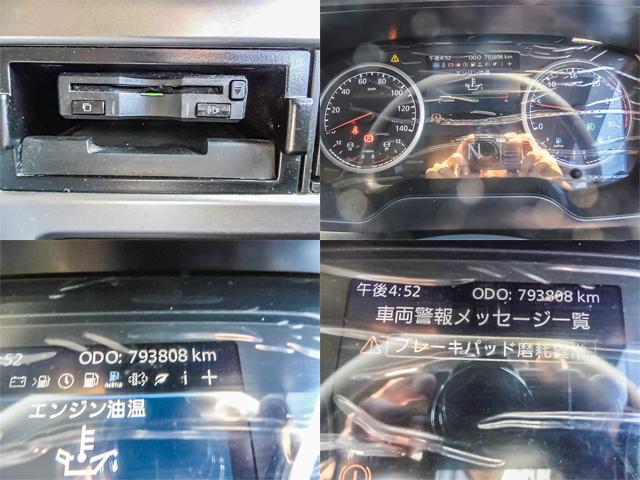 午後4:52 ODO: 793808 km
エンジン油温
60 80
40 100
20 120
140
km/h
N
ODO: 793808 km
エンジン油温
午後4:52 ODO: 793808 km
車両警報メッセージ一覧
ブレーキパッド磨耗異常